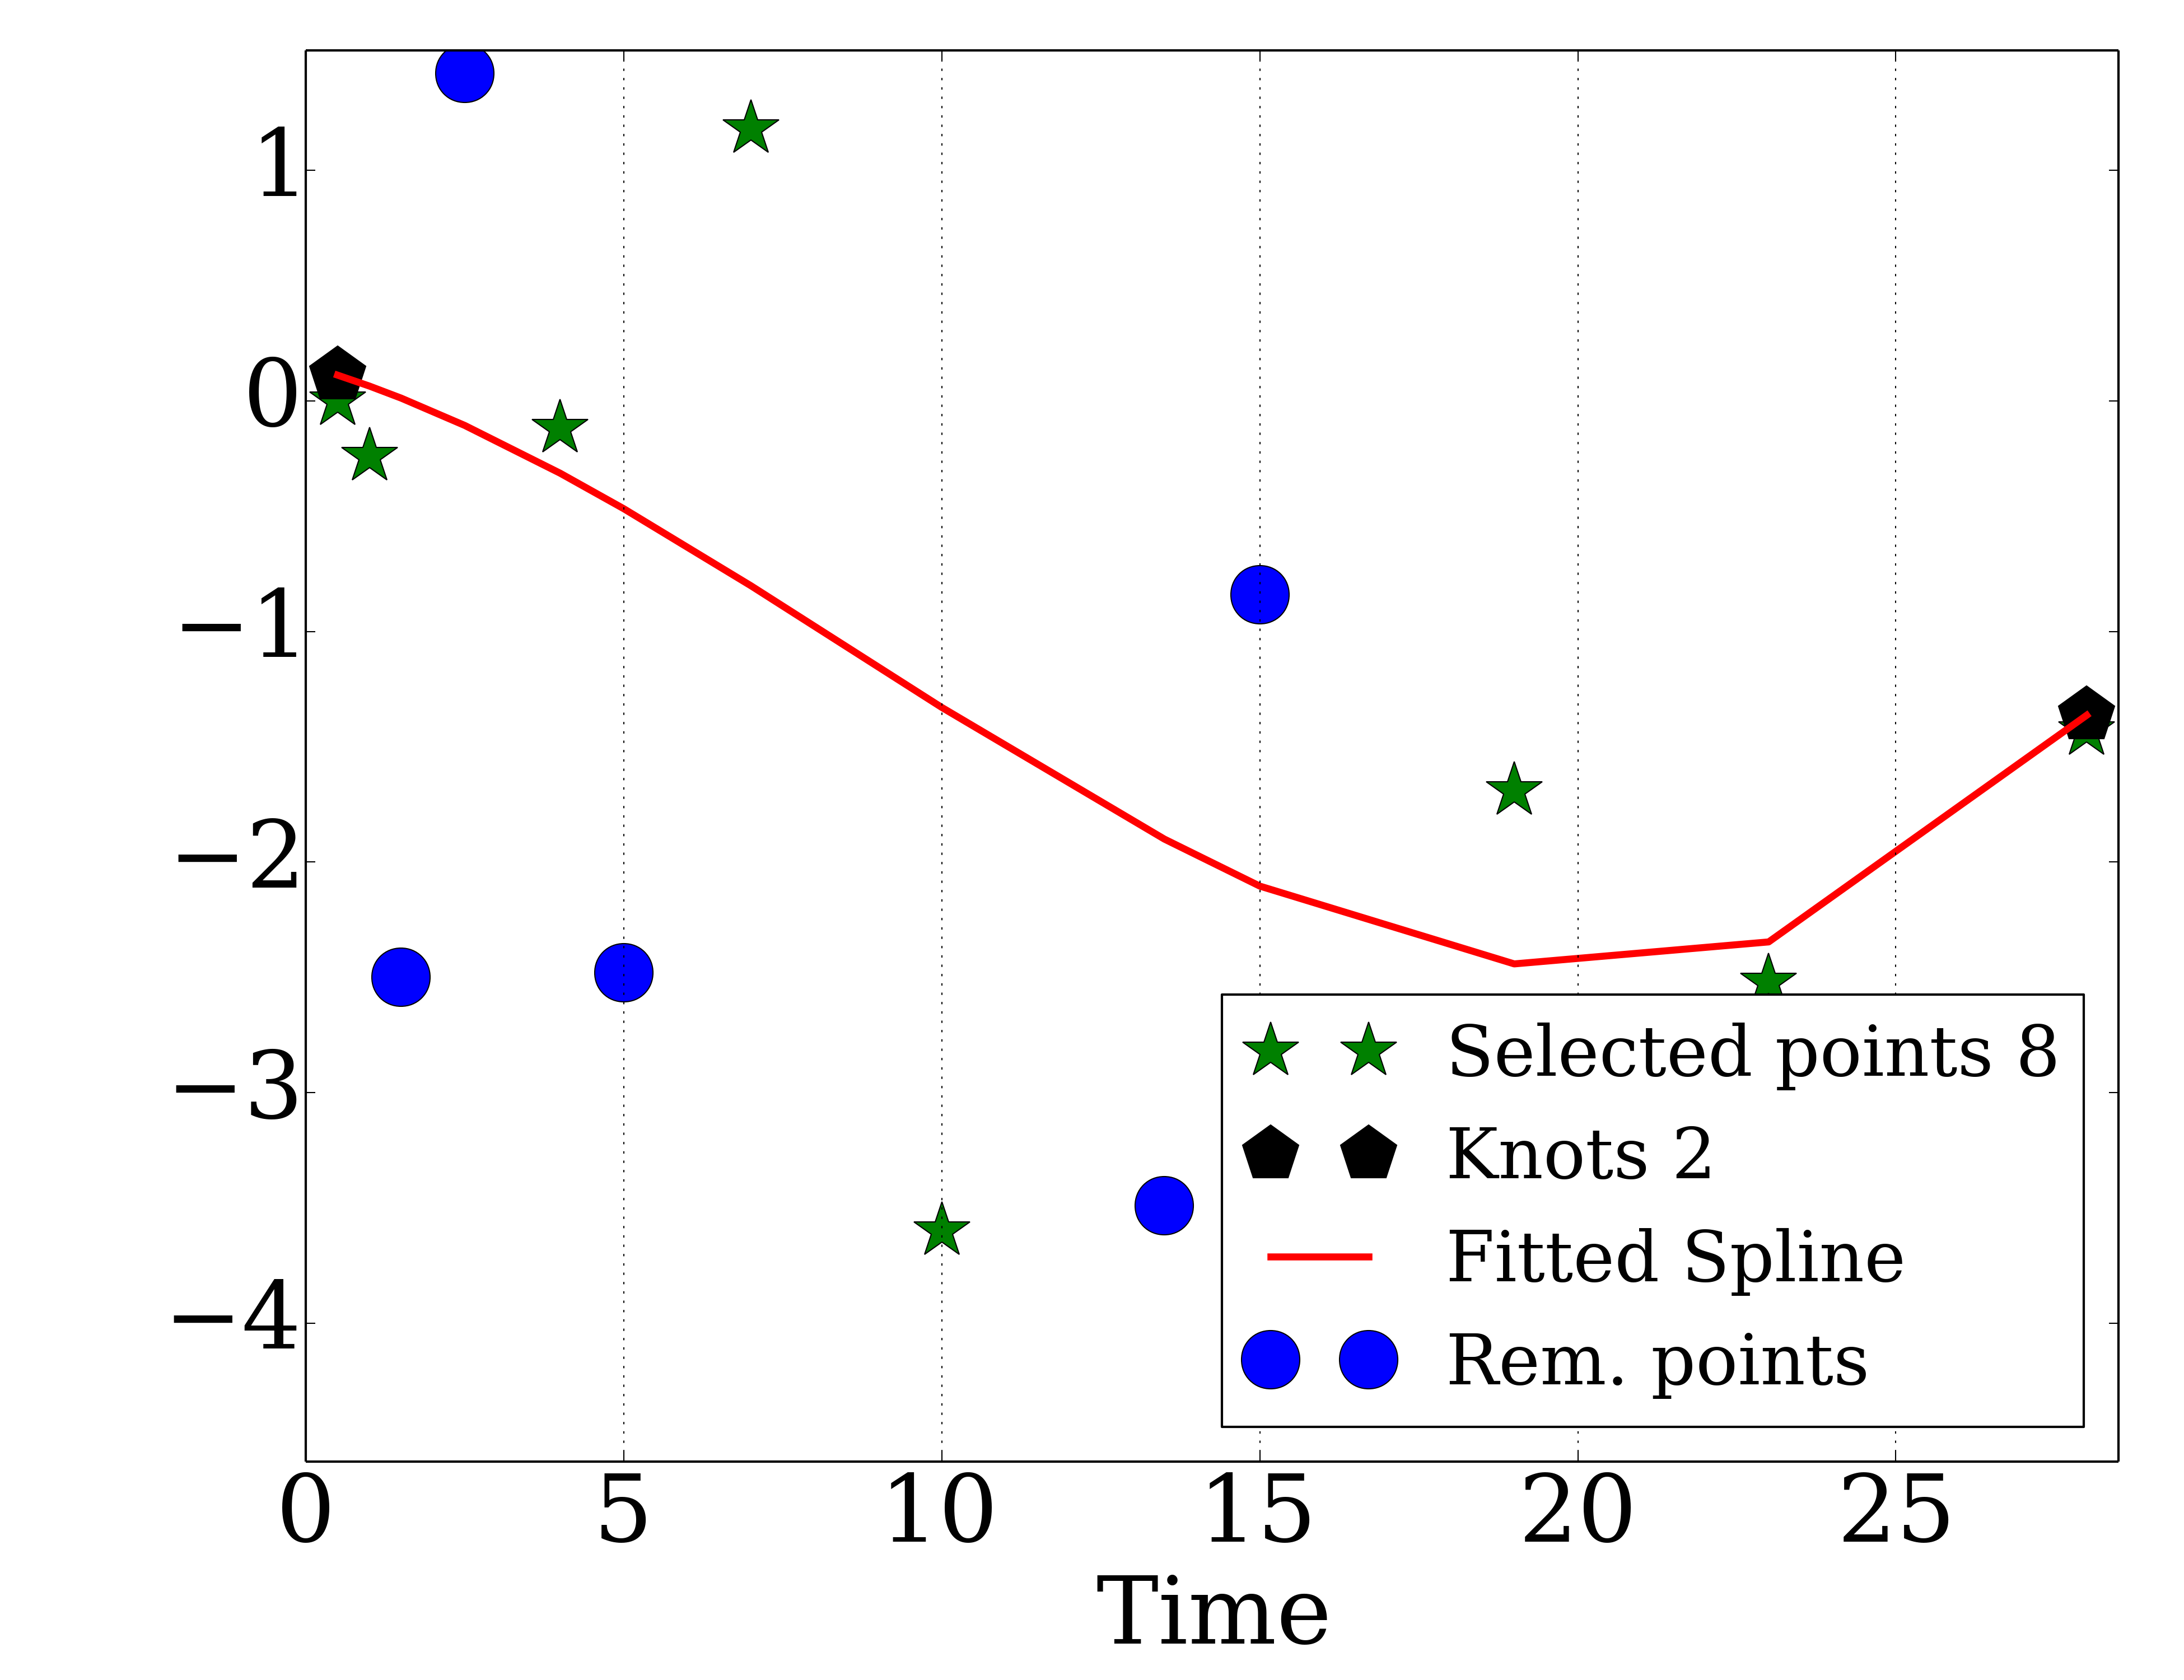 1
0
−1
−2
−3
−4
Selected points 8
Knots 2
Fitted Spline
Rem. points
0 5 10 15 20 25
Time